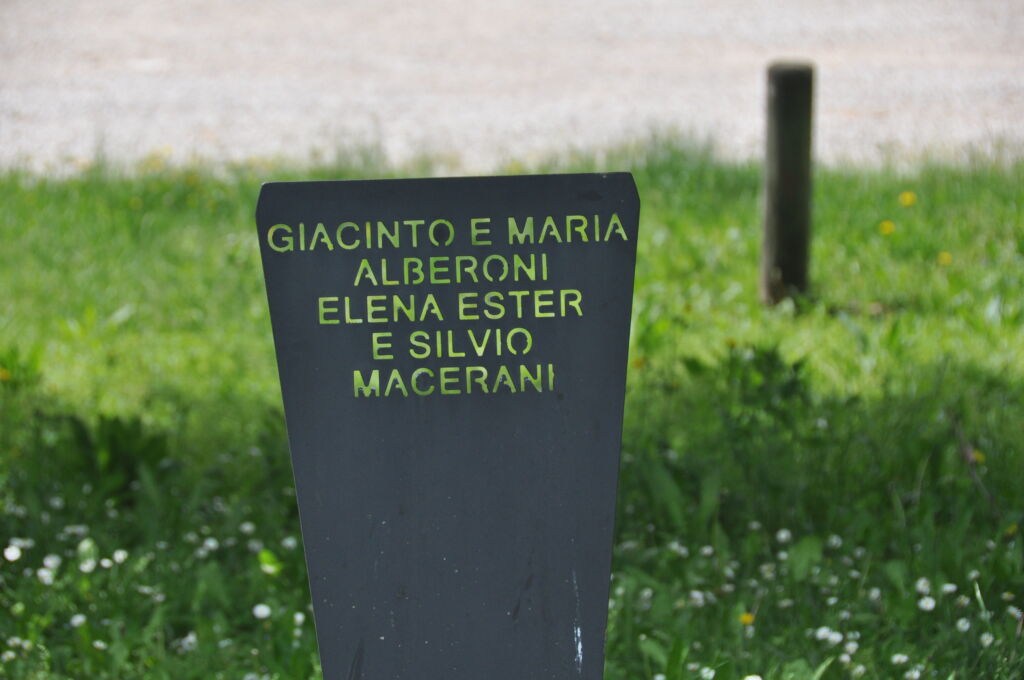 GIACINTO E MARIA
ALBERONI
ELENA ESTER
E SILVIO
MACERANI